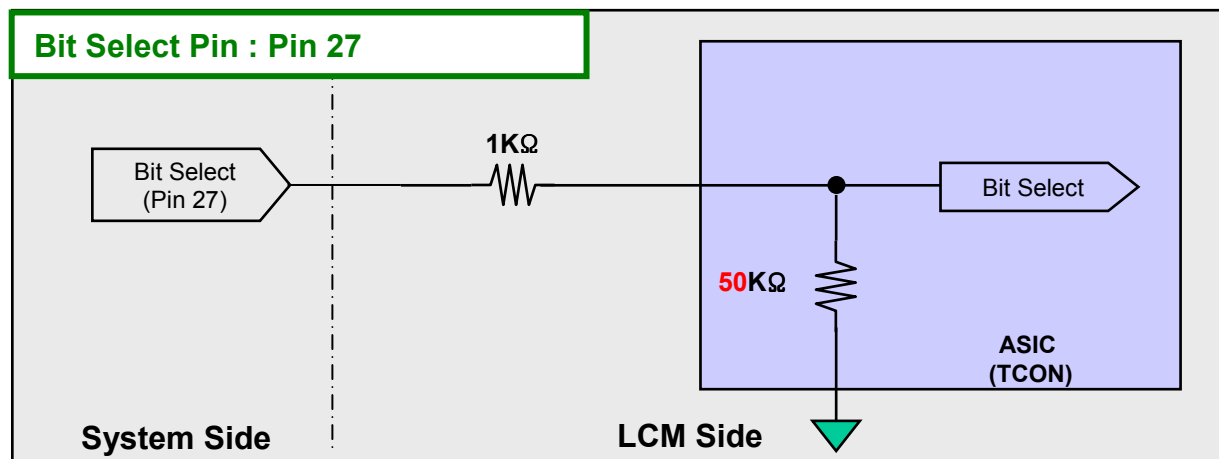 Bit Select Pin : Pin 27
Bit Select
(Pin 27)
1KΩ
Bit Select
50KΩ
ASIC
(TCON)
System Side
LCM Side